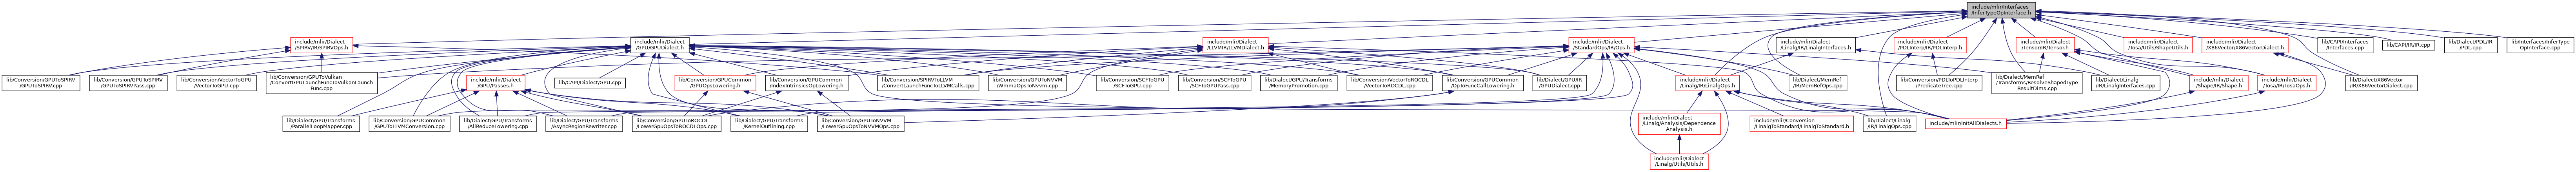 include/mlir/Interfaces
/InferTypeOpInterface.h
include/mlir/Dialect
/SPIRV/IR/SPIRVOps.h
include/mlir/Dialect
/GPU/GPUDialect.h
include/mlir/Dialect
/LLVMIR/LLVMDialect.h
include/mlir/Dialect
/StandardOps/IR/Ops.h
include/mlir/Dialect
/Linalg/IR/LinalgInterfaces.h
include/mlir/Dialect
/PDLInterp/IR/PDLInterp.h
include/mlir/Dialect
/Tensor/IR/Tensor.h
include/mlir/Dialect
/Tosa/Utils/ShapeUtils.h
include/mlir/Dialect
/X86Vector/X86VectorDialect.h
lib/CAPI/Interfaces
/Interfaces.cpp
lib/CAPI/IR/IR.cpp
lib/Dialect/PDL/IR
/PDL.cpp
lib/Interfaces/InferTypeOpInterface.cpp
lib/Conversion/GPUToSPIRV
/GPUToSPIRV.cpp
lib/Conversion/GPUToSPIRV
/GPUToSPIRVPass.cpp
lib/Conversion/VectorToGPU
/VectorToGPU.cpp
lib/Conversion/GPUToVulkan
/ConvertGPULaunchFuncToVulkanLaunch
Func.cpp
include/mlir/Dialect
/GPU/Passes.h
lib/CAPI/Dialect/GPU.cpp
lib/Conversion/GPUCommon
/GPUOpsLowering.h
lib/Conversion/GPUCommon
/IndexIntrinsicsOpLowering.h
lib/Conversion/SPIRVToLLVM
/ConvertLaunchFuncToLLVMCalls.cpp
lib/Conversion/GPUToNVVM
/WmmaOpsToNvvm.cpp
lib/Conversion/SCFToGPU
/SCFToGPU.cpp
lib/Conversion/SCFToGPU
/SCFToGPUPass.cpp
lib/Dialect/GPU/Transforms
/MemoryPromotion.cpp
lib/Conversion/VectorToROCDL
/VectorToROCDL.cpp
lib/Conversion/GPUCommon
/OpToFuncCallLowering.h
lib/Dialect/GPU/IR
/GPUDialect.cpp
include/mlir/Dialect
/Linalg/IR/LinalgOps.h
lib/Dialect/MemRef
/IR/MemRefOps.cpp
lib/Conversion/PDLToPDLInterp
/PredicateTree.cpp
lib/Dialect/MemRef
/Transforms/ResolveShapedType
ResultDims.cpp
lib/Dialect/Linalg
/IR/LinalgInterfaces.cpp
include/mlir/Dialect
/Shape/IR/Shape.h
include/mlir/Dialect
/Tosa/IR/TosaOps.h
lib/Dialect/X86Vector
/IR/X86VectorDialect.cpp
lib/Dialect/GPU/Transforms
/ParallelLoopMapper.cpp
lib/Conversion/GPUCommon
/GPUToLLVMConversion.cpp
lib/Dialect/GPU/Transforms
/AllReduceLowering.cpp
lib/Dialect/GPU/Transforms
/AsyncRegionRewriter.cpp
lib/Conversion/GPUToROCDL
/LowerGpuOpsToROCDLOps.cpp
lib/Dialect/GPU/Transforms
/KernelOutlining.cpp
lib/Conversion/GPUToNVVM
/LowerGpuOpsToNVVMOps.cpp
include/mlir/Dialect
/Linalg/Analysis/Dependence
Analysis.h
include/mlir/Conversion
/LinalgToStandard/LinalgToStandard.h
lib/Dialect/Linalg
/IR/LinalgOps.cpp
include/mlir/InitAllDialects.h
include/mlir/Dialect
/Linalg/Utils/Utils.h